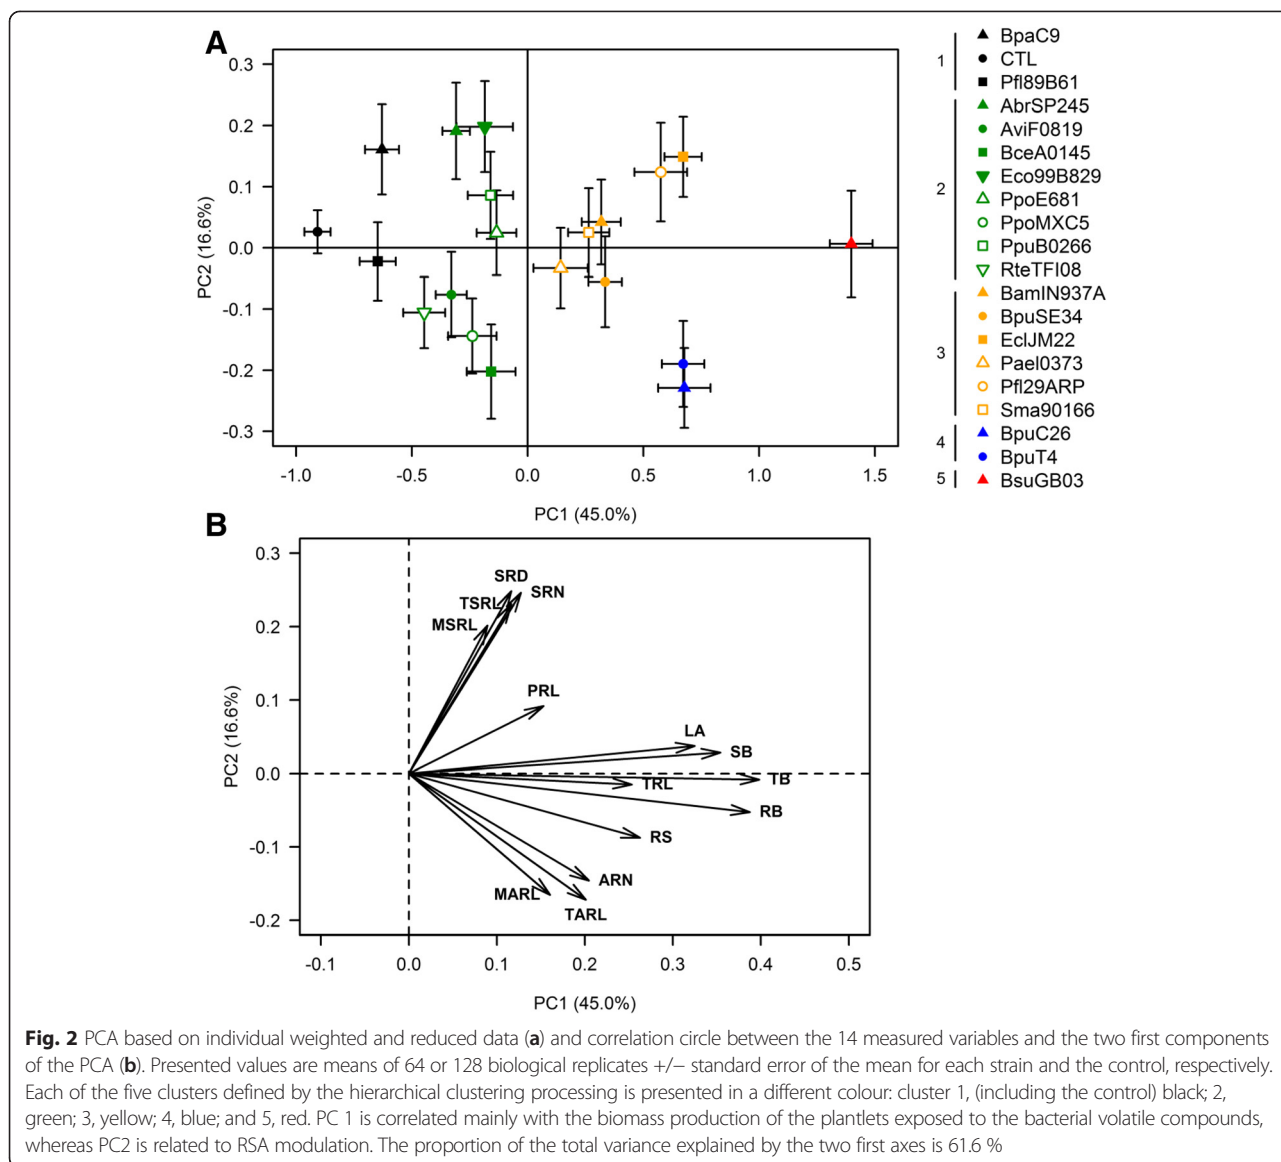 A
0.3
0.2
0.1
0.0
-0.1
-0.2
-0.3
PC2 (16.6%)
-1.0 -0.5 0.0 0.5 1.0 1.5
PC1 (45.0%)
1
BpaC9
CTL
Pfl89B61
2
AbrSP245
AviF0819
BceA0145
Eco99B829
PpoE681
PpoMXC5
PpuB0266
RteTFI08
3
BamIN937A
BpuSE34
EclJM22
Pael0373
Pfl29ARP
Sma90166
4
BpuC26
BpuT4
5
BsuGB03
B
0.3
0.2
0.1
0.0
-0.1
-0.2
PC2 (16.6%)
SRD
SRN
TSRL
MSRL
PRL
LA
SB
TB
TRL
RB
RS
ARN
MARL
TARL
-0.1 0.0 0.1 0.2 0.3 0.4 0.5
PC1 (45.0%)
Fig. 2 PCA based on individual weighted and reduced data (a) and correlation circle between the 14 measured variables and the two first components
of the PCA (b). Presented values are means of 64 or 128 biological replicates +/− standard error of the mean for each strain and the control, respectively.
Each of the five clusters defined by the hierarchical clustering processing is presented in a different colour: cluster 1, (including the control) black; 2,
green; 3, yellow; 4, blue; and 5, red. PC 1 is correlated mainly with the biomass production of the plantlets exposed to the bacterial volatile compounds,
whereas PC2 is related to RSA modulation. The proportion of the total variance explained by the two first axes is 61.6 %